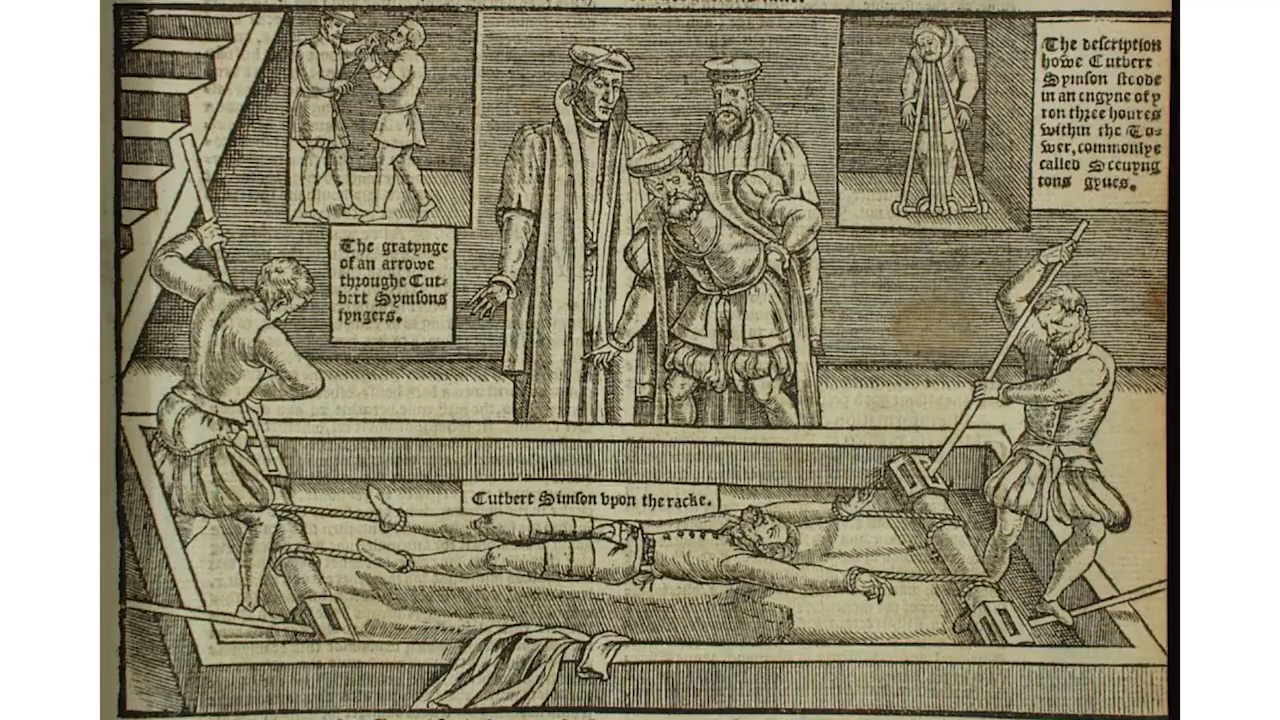 The description
howe Cutbert
Symson stoode
in an engyne of y
ron three houres
within the To=
wer, commonlye
called Sceuyng
tons gyues.
The gratynge
of an arrowe
throughe Cut=
bert Symsons
fyngers.
Cutbert Simson vpon the racke.